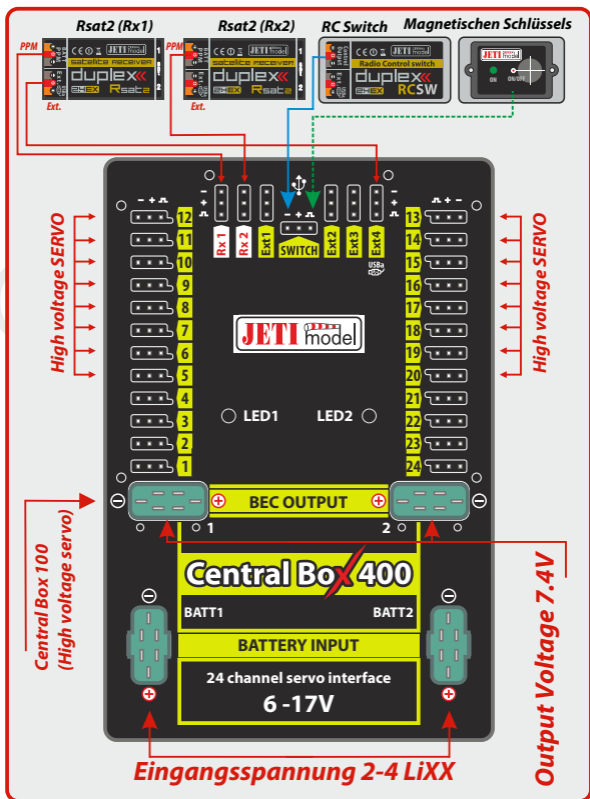 Rsat2 (Rx1)
Rsat2 (Rx2)
RC Switch
Magnetischen Schlüssels
PPM
JETI model
satellite receiver
duplex
EX Rsat2
Ext.
PPM
JETI model
satellite receiver
duplex
EX Rsat2
Ext.
JETI model
Radio Control switch
duplex
EX RCSW
JETI model
ON
ON/OFF
High voltage SERVO
12
11
10
9
8
7
6
5
4
3
2
1
Rx 1
Rx 2
Ext1
SWITCH
Ext2
Ext3
Ext4
USBa
13
14
15
16
17
18
19
20
21
22
23
24
High voltage SERVO
JETI model
LED1
LED2
BEC OUTPUT
1
2
Central Box 100
(High voltage servo)
Central Box 400
BATT1
BATT2
BATTERY INPUT
24 channel servo interface
6 -17V
Output Voltage 7.4V
Eingangsspannung 2-4 LiXX